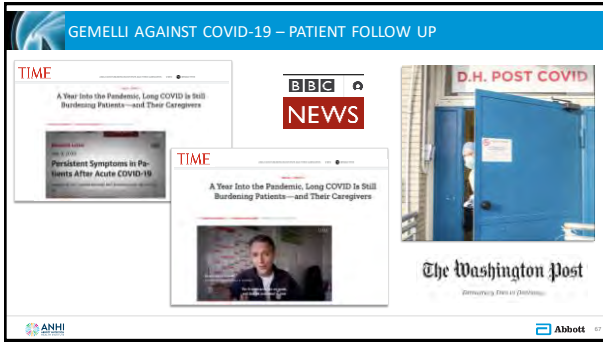 GEMELLI AGAINST COVID-19 – PATIENT FOLLOW UP
TIME
A Year Into the Pandemic, Long COVID Is Still
Burdening Patients—and Their Caregivers
Persistent Symptoms in Pa-
tients After Acute COVID-19
TIME
A Year Into the Pandemic, Long COVID Is Still
Burdening Patients—and Their Caregivers
BBC
NEWS
D.H. POST COVID
The Washington Post
Democracy Dies in Darkness
ANHI
Abbott
67